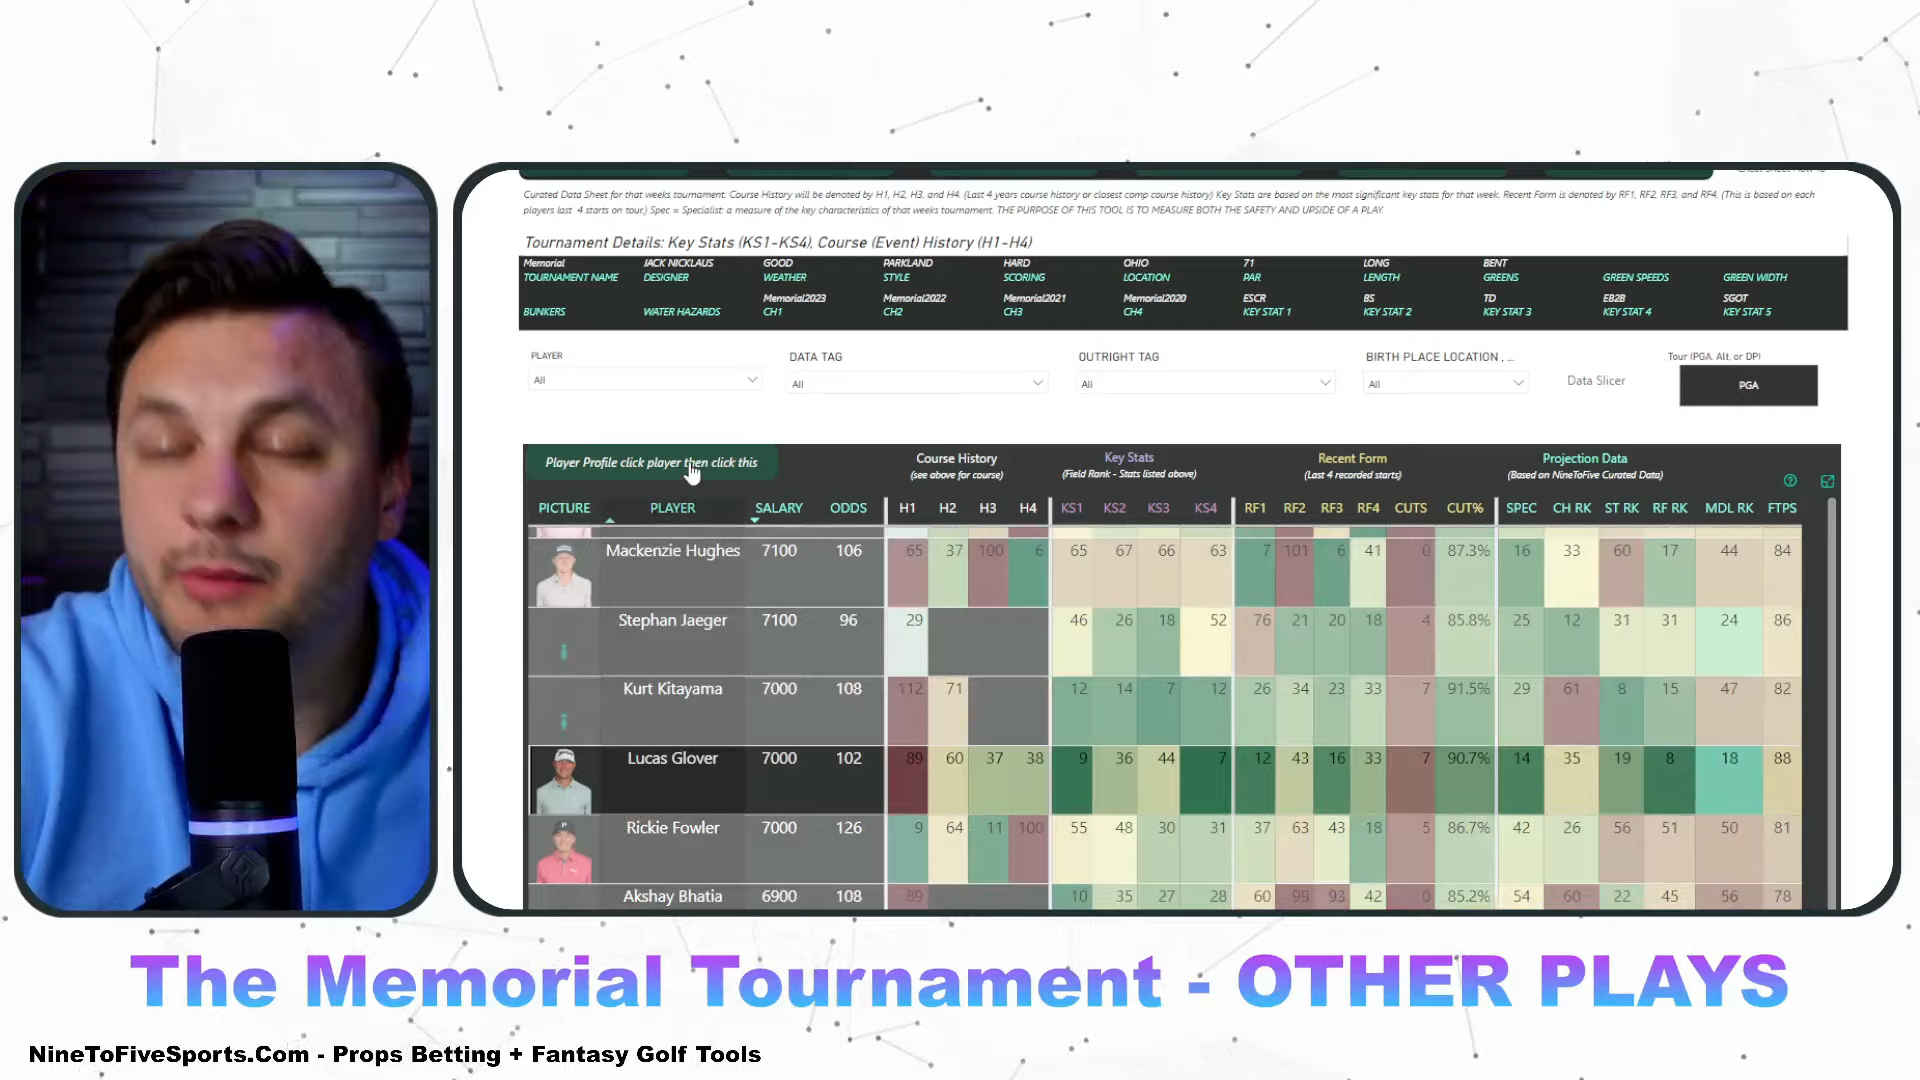 Curated Data Sheet for that weeks tournament. Course History will be denoted by H1, H2, H3, and H4. (Last 4 years course history or closest comp course history) Key Stats are based on the most significant key stats for that week. Recent Form is denoted by RF1, RF2, RF3, and RF4. (This is based on each
players last 4 starts on tour.) Spec = Specialist: a measure of the key characteristics of that weeks tournament. THE PURPOSE OF THIS TOOL IS TO MEASURE BOTH THE SAFETY AND UPSIDE OF A PLAY.
Tournament Details: Key Stats (KS1-KS4), Course (Event) History (H1-H4)
Memorial JACK NICKLAUS GOOD PARKLAND HARD OHIO 71 LONG BENT
TOURNAMENT NAME DESIGNER WEATHER STYLE SCORING LOCATION PAR LENGTH GREENS GREEN SPEEDS GREEN WIDTH
Memorial2023 Memorial2022 Memorial2021 Memorial2020 ESCR BS TD EB2B SGOT
BUNKERS WATER HAZARDS CH1 CH2 CH3 CH4 KEY STAT 1 KEY STAT 2 KEY STAT 3 KEY STAT 4 KEY STAT 5
PLAYER DATA TAG OUTRIGHT TAG BIRTH PLACE LOCATION , ... Tour (PGA, Alt, or DP)
All All All All Data Slicer PGA
Player Profile click player then click this Course History Key Stats Recent Form Projection Data
(see above for course) (Field Rank - Stats listed above) (Last 4 recorded starts) (Based on NineToFive Curated Data)
PICTURE PLAYER SALARY ODDS H1 H2 H3 H4 KS1 KS2 KS3 KS4 RF1 RF2 RF3 RF4 CUTS CUT% SPEC CH RK ST RK RF RK MDL RK FTPS
Mackenzie Hughes 7100 106 65 37 100 6 65 67 66 63 7 101 6 41 0 87.3% 16 33 60 17 44 84
Stephan Jaeger 7100 96 29 46 26 18 52 76 21 20 18 4 85.8% 25 12 31 31 24 86
Kurt Kitayama 7000 108 112 71 12 14 7 12 26 34 23 33 7 91.5% 29 61 8 15 47 82
Lucas Glover 7000 102 89 60 37 38 9 36 44 7 12 43 16 33 7 90.7% 14 35 19 8 18 88
Rickie Fowler 7000 126 9 64 11 100 55 48 30 31 37 63 43 18 5 86.7% 42 26 56 51 50 81
Akshay Bhatia 6900 108 89 10 35 27 28 60 99 93 42 0 85.2% 54 60 22 45 56 78
The Memorial Tournament - OTHER PLAYS
NineToFiveSports.Com - Props Betting + Fantasy Golf Tools